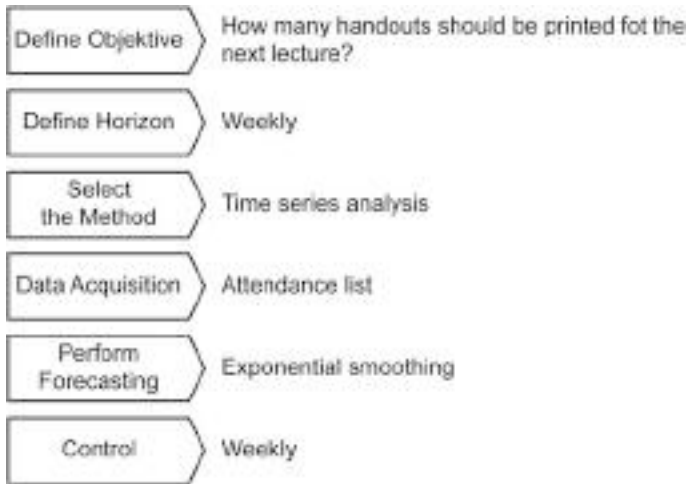 Define Objektive
How many handouts should be printed fot the
next lecture?
Define Horizon
Weekly
Select
the Method
Time series analysis
Data Acquisition
Attendance list
Perform
Forecasting
Exponential smoothing
Control
Weekly